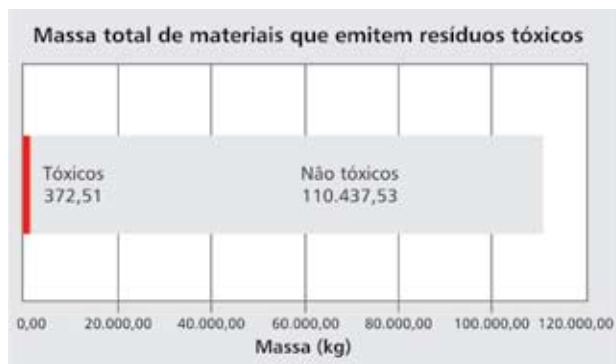 Massa total de materiais que emitem resíduos tóxicos
Tóxicos
372,51
Não tóxicos
110.437,53
0,00 20.000,00 40.000,00 60.000,00 80.000,00 100.000,00 120.000,00
Massa (kg)